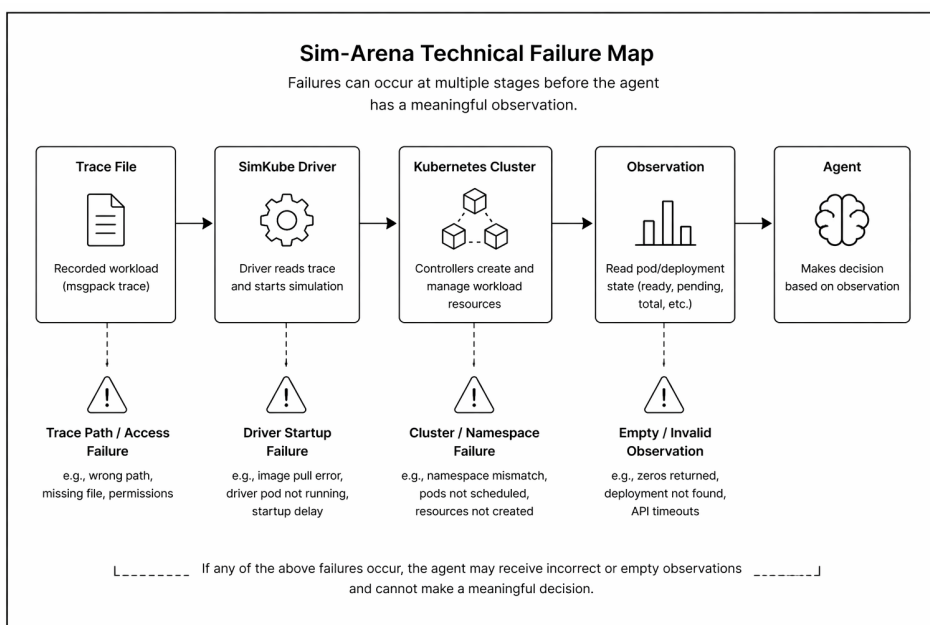 Sim-Arena Technical Failure Map
Failures can occur at multiple stages before the agent
has a meaningful observation.
Trace File
Recorded workload
(msgpack trace)
SimKube Driver
Driver reads trace
and starts simulation
Kubernetes Cluster
Controllers create and
manage workload
resources
Observation
Read pod/deployment
state (ready, pending,
total, etc.)
Agent
Makes decision
based on observation
Trace Path / Access
Failure
e.g., wrong path,
missing file, permissions
Driver Startup
Failure
e.g., image pull error,
driver pod not running,
startup delay
Cluster / Namespace
Failure
e.g., namespace mismatch,
pods not scheduled,
resources not created
Empty / Invalid
Observation
e.g., zeros returned,
deployment not found,
API timeouts
If any of the above failures occur, the agent may receive incorrect or empty observations
and cannot make a meaningful decision.